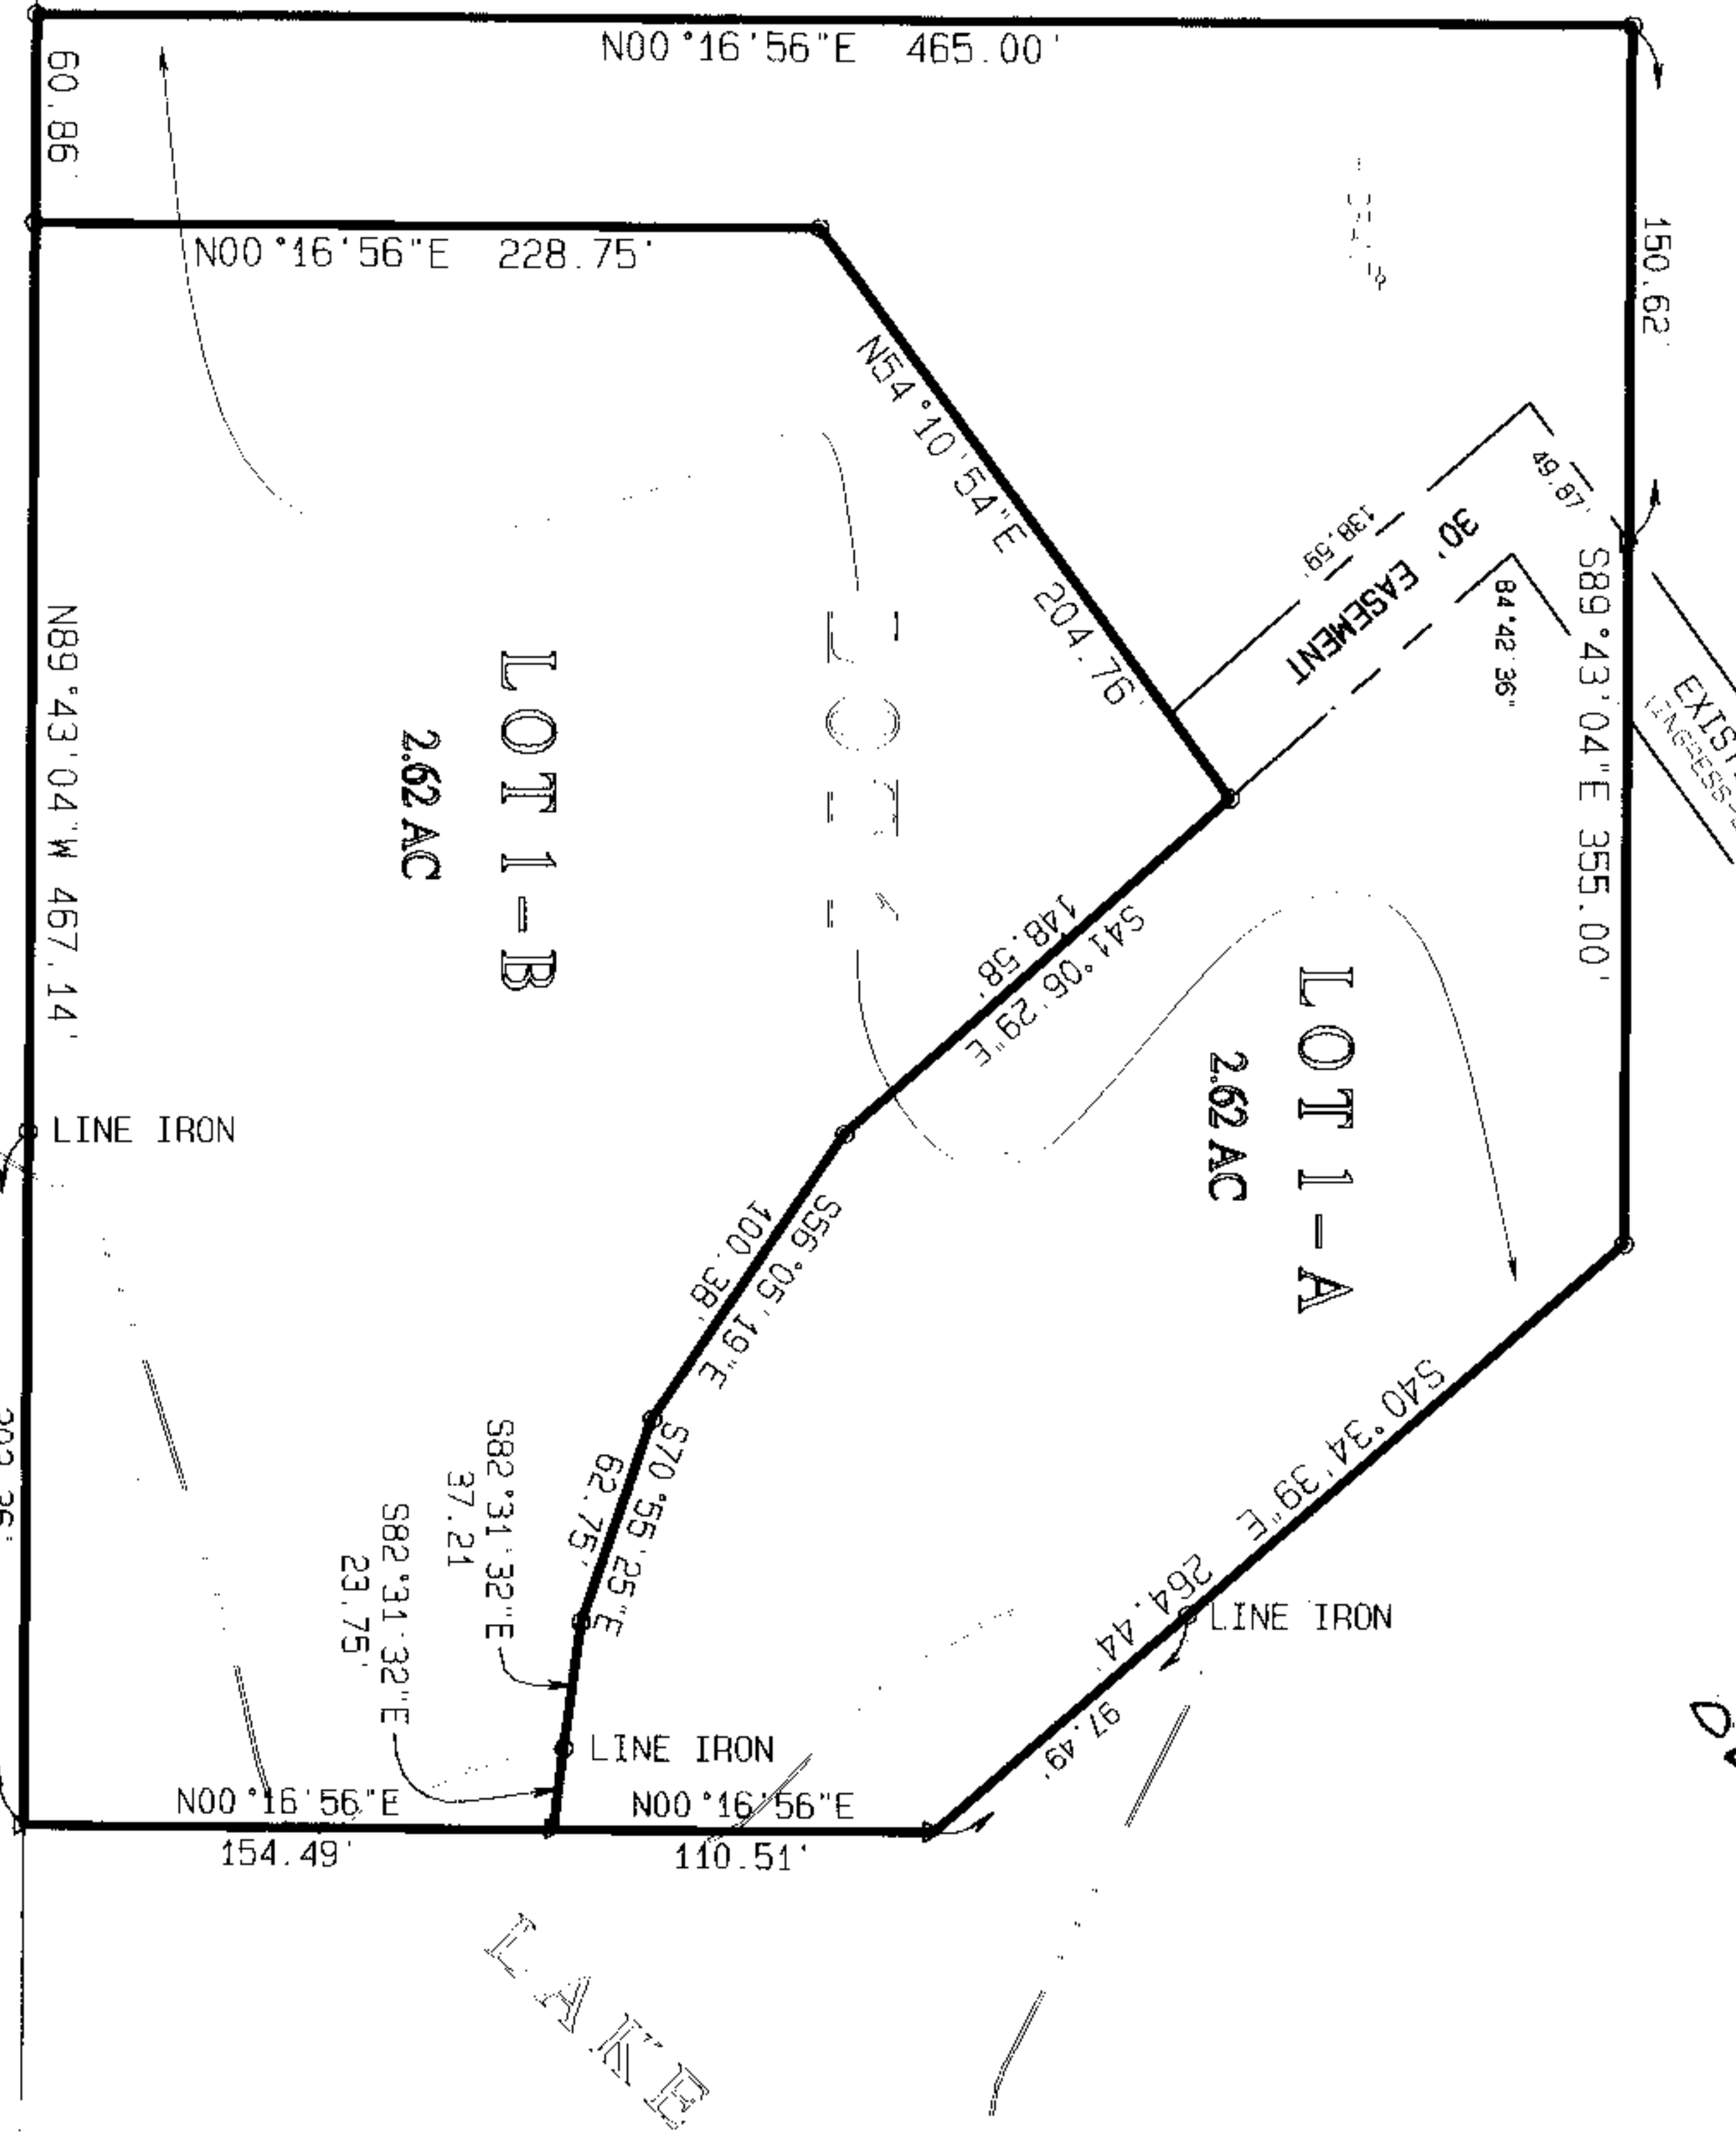 N00°16'56"E 465.00'
60.86'
150.62'
N00°16'56"E 228.75'
N54°10'54"E 204.76'
49.87'
138.59'
30' EASEMENT
84°42'36"
S89°43'04"E 355.00'
LOT 1-B
2.62 AC
N89°43'04"W 467.14'
S41°06'29"E
148.58'
LOT 1-A
2.62 AC
LINE IRON
S56°05'19"E
100.38'
S40°34'39"E 264.44'
S70°55'25"E
62.75'
S82°31'32"E
37.21
S82°31'32"E
23.75'
LINE IRON
97.49'
LINE IRON
N00°16'56"E
154.49'
N00°16'56"E
110.51'
LAKE